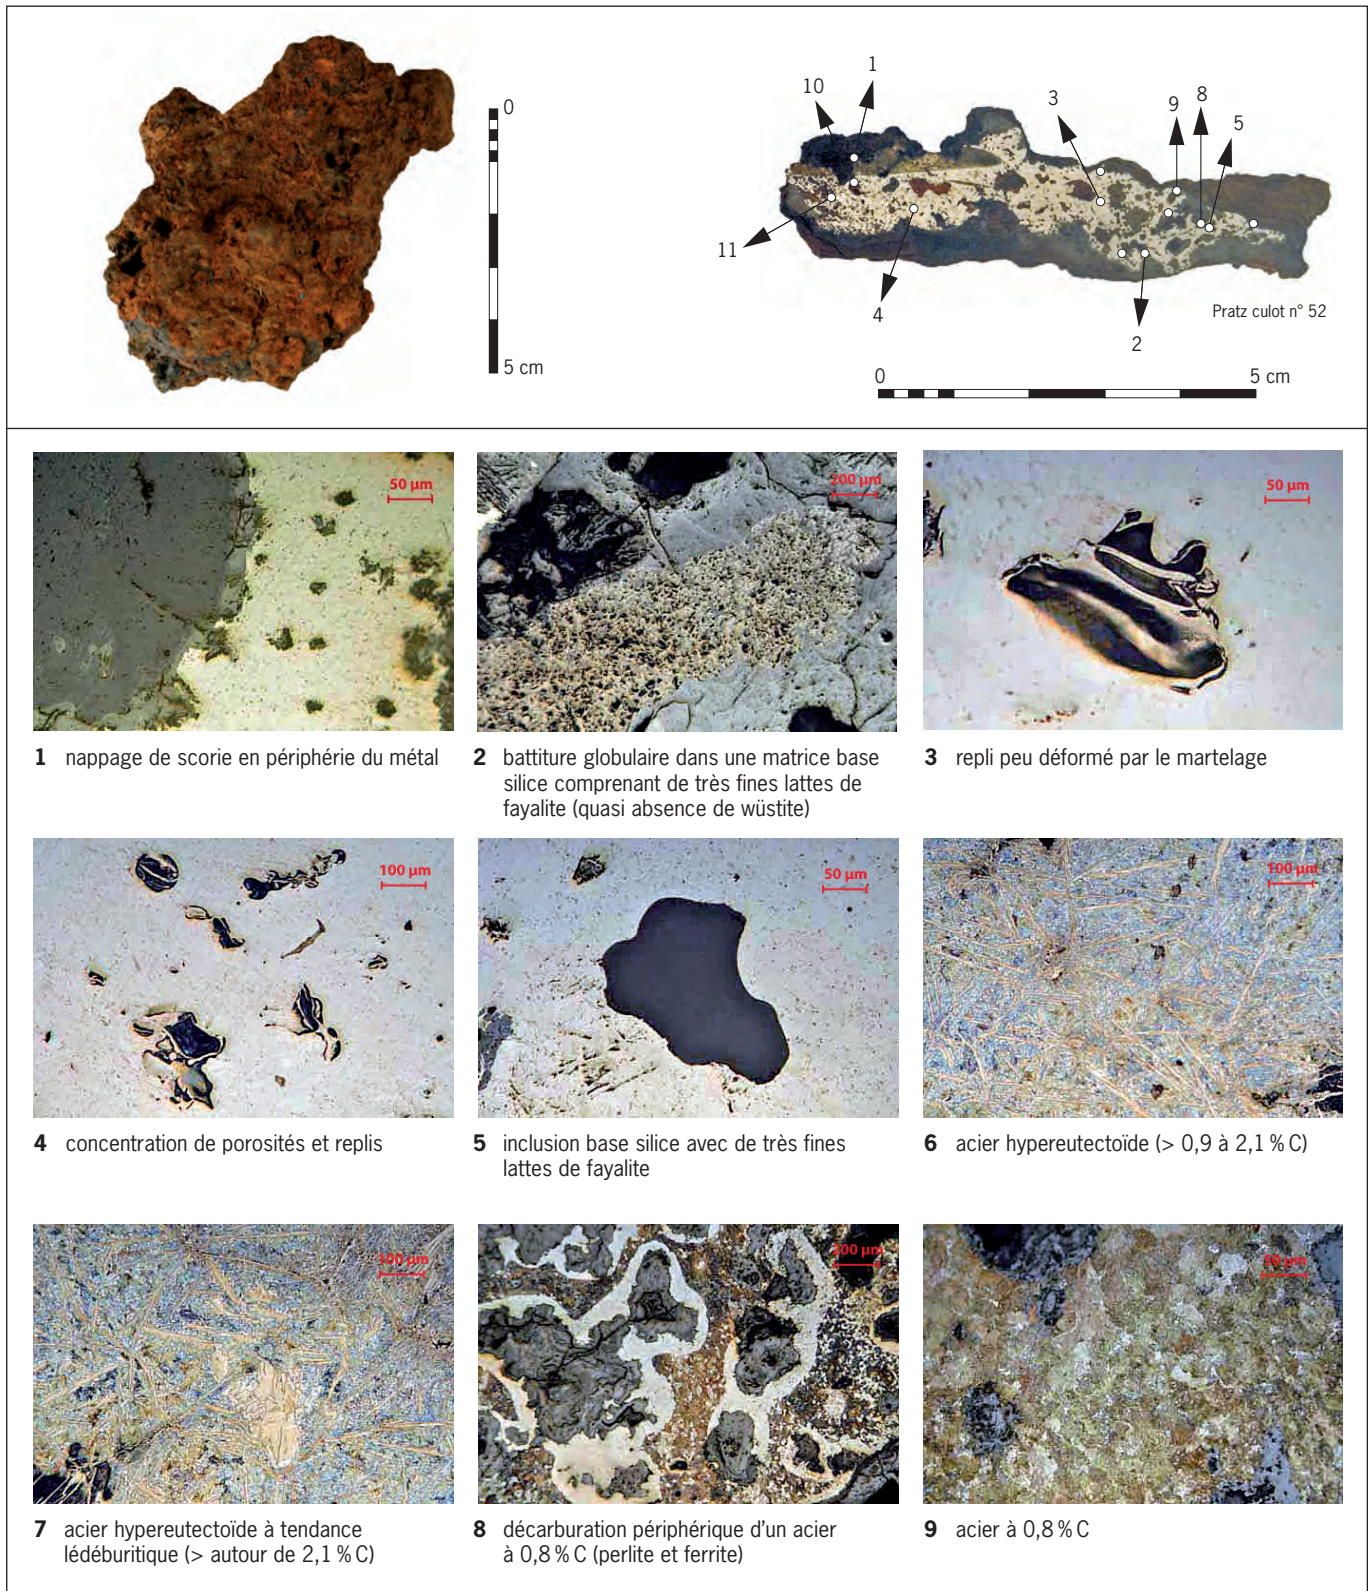 0
5 cm
10
1
3
9
8
5
11
4
2
Pratz culot n° 52
0
5 cm
50 µm
200 µm
50 µm
1 nappage de scorie en périphérie du métal
2 battiture globulaire dans une matrice base
silice comprenant de très fines lattes de
fayalite (quasi absence de wüstite)
3 repli peu déformé par le martelage
100 µm
50 µm
100 µm
4 concentration de porosités et replis
5 inclusion base silice avec de très fines
lattes de fayalite
6 acier hypereutectoïde (> 0,9 à 2,1 % C)
100 µm
200 µm
50 µm
7 acier hypereutectoïde à tendance
lédéburitique (> autour de 2,1 % C)
8 décarburation périphérique d'un acier
à 0,8 % C (perlite et ferrite)
9 acier à 0,8 % C